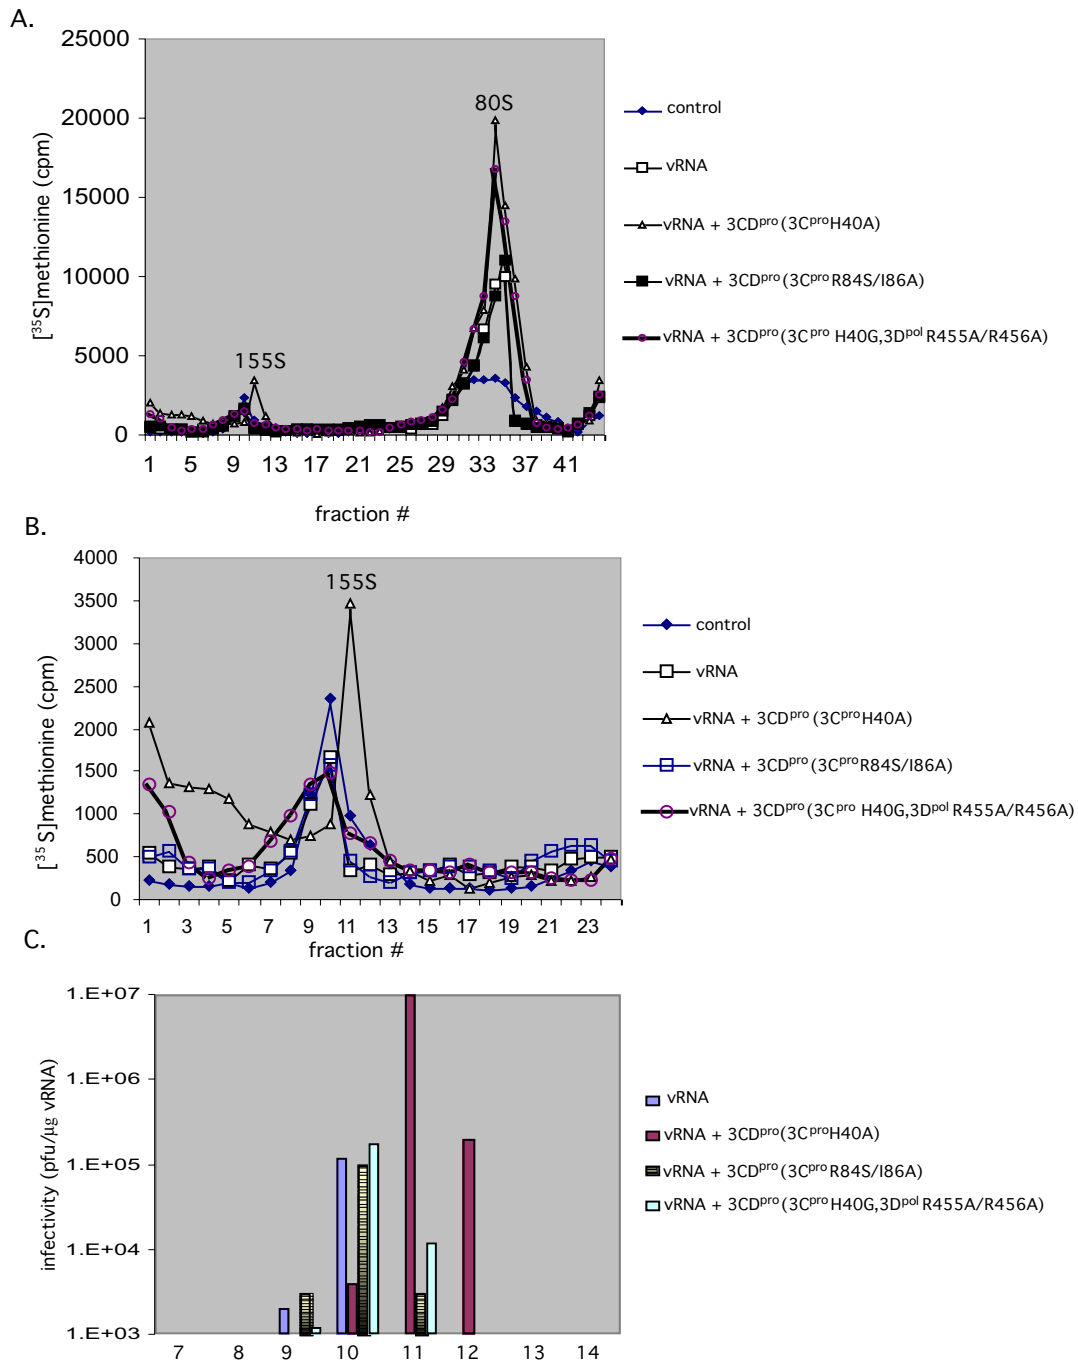 A.
25000
20000
15000
10000
5000
0
[³⁵S]methionine (cpm)
80S
155S
1 5 9 13 17 21 25 29 33 37 41
fraction #
control
vRNA
vRNA + 3CDᵖʳᵒ(3CᵖʳᵒH40A)
vRNA + 3CDᵖʳᵒ(3CᵖʳᵒR84S/I86A)
vRNA + 3CDᵖʳᵒ(3Cᵖʳᵒ H40G,3Dᵖᵒˡ R455A/R456A)
B.
4000
3500
3000
2500
2000
1500
1000
500
0
[³⁵ S]methionine (cpm)
155S
1 3 5 7 9 11 13 15 17 19 21 23
fraction #
control
vRNA
vRNA + 3CDᵖʳᵒ(3CᵖʳᵒH40A)
vRNA + 3CDᵖʳᵒ(3CᵖʳᵒR84S/I86A)
vRNA + 3CDᵖʳᵒ(3Cᵖʳᵒ H40G,3Dᵖᵒˡ R455A/R456A)
C.
1.E+07
1.E+06
1.E+05
1.E+04
1.E+03
infectivity (pfu/µg vRNA)
7 8 9 10 11 12 13 14
vRNA
vRNA + 3CDᵖʳᵒ(3CᵖʳᵒH40A)
vRNA + 3CDᵖʳᵒ(3CᵖʳᵒR84S/I86A)
vRNA + 3CDᵖʳᵒ(3CᵖʳᵒH40G,3Dᵖᵒˡ R455A/R456A)